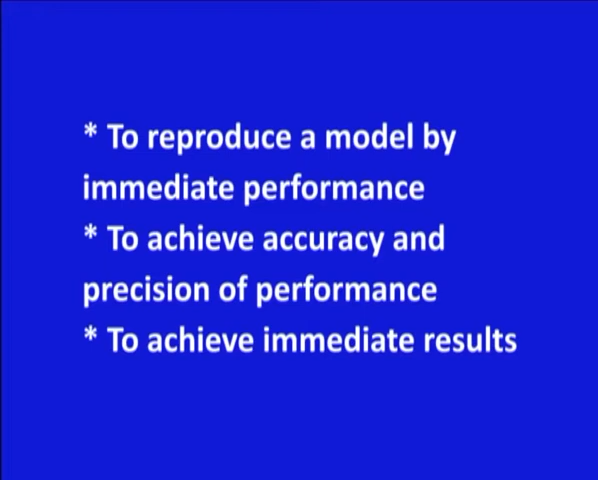 * To reproduce a model by
immediate performance
* To achieve accuracy and
precision of performance
* To achieve immediate results